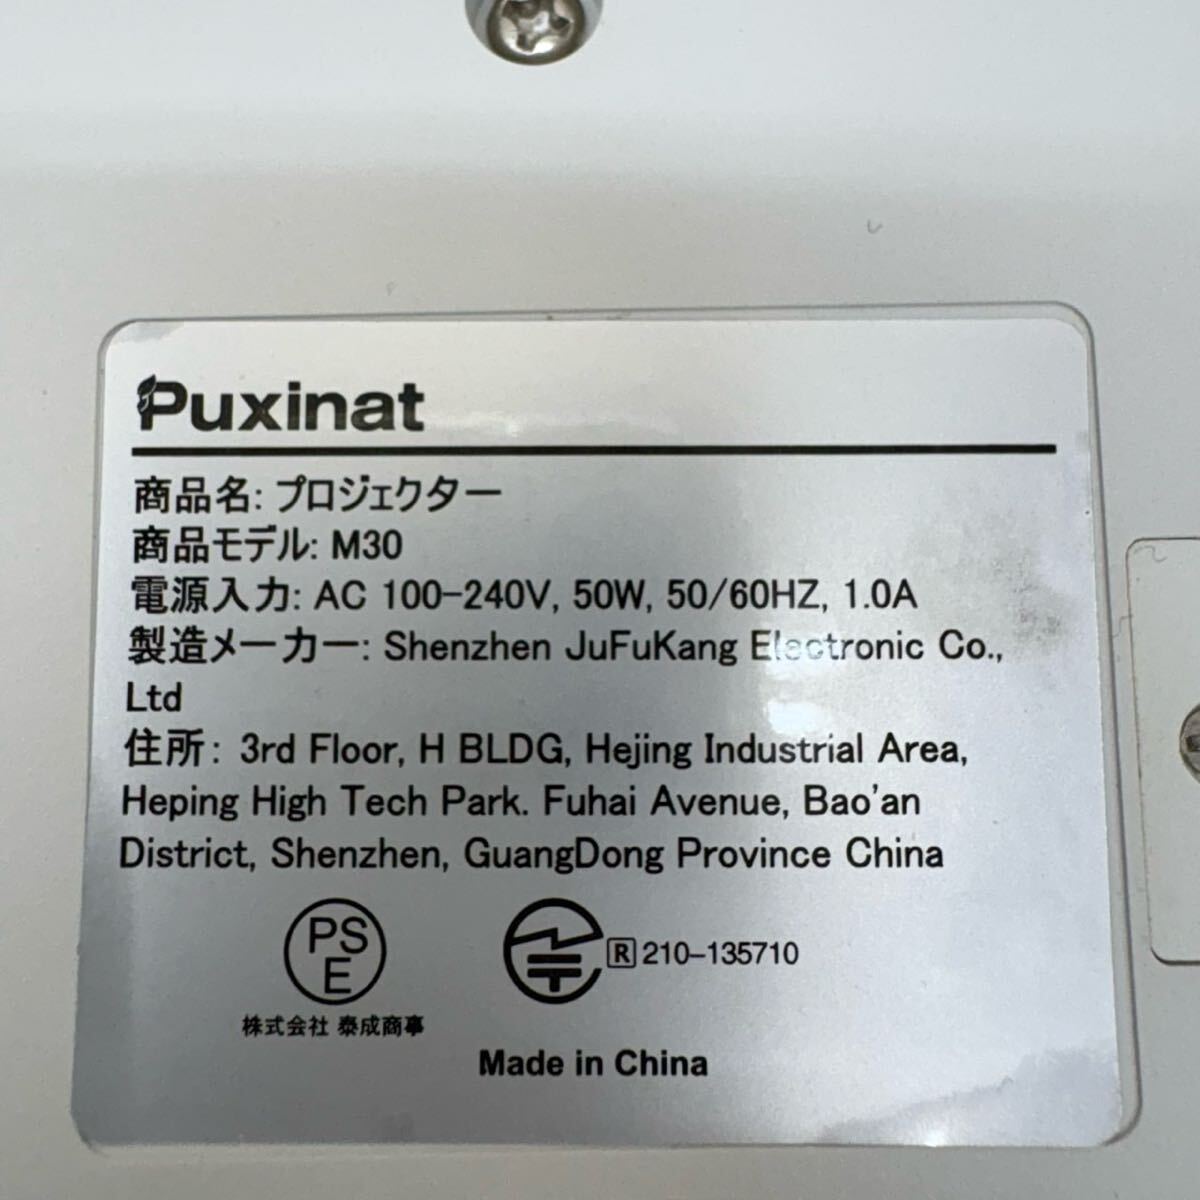 Puxinat
商品名: プロジェクター
商品モデル: M30
電源入力: AC 100-240V, 50W, 50/60HZ, 1.0A
製造メーカー: Shenzhen JuFuKang Electronic Co.,
Ltd
住所: 3rd Floor, H BLDG, Hejing Industrial Area,
Heping High Tech Park. Fuhai Avenue, Bao'an
District, Shenzhen, GuangDong Province China
PS
E
R 210-135710
株式会社 泰成商事
Made in China